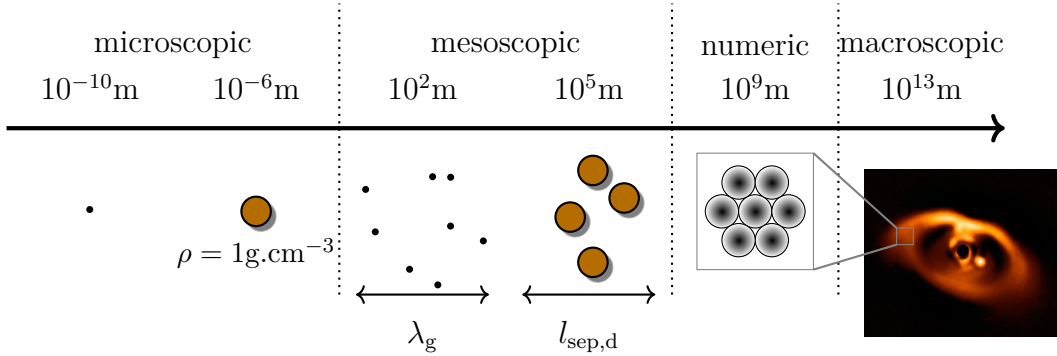 microscopic mesoscopic numeric macroscopic
10⁻¹⁰m 10⁻⁶m 10²m 10⁵m 10⁹m 10¹³m
ρ = 1g.cm⁻³
λ_g l_sep,d